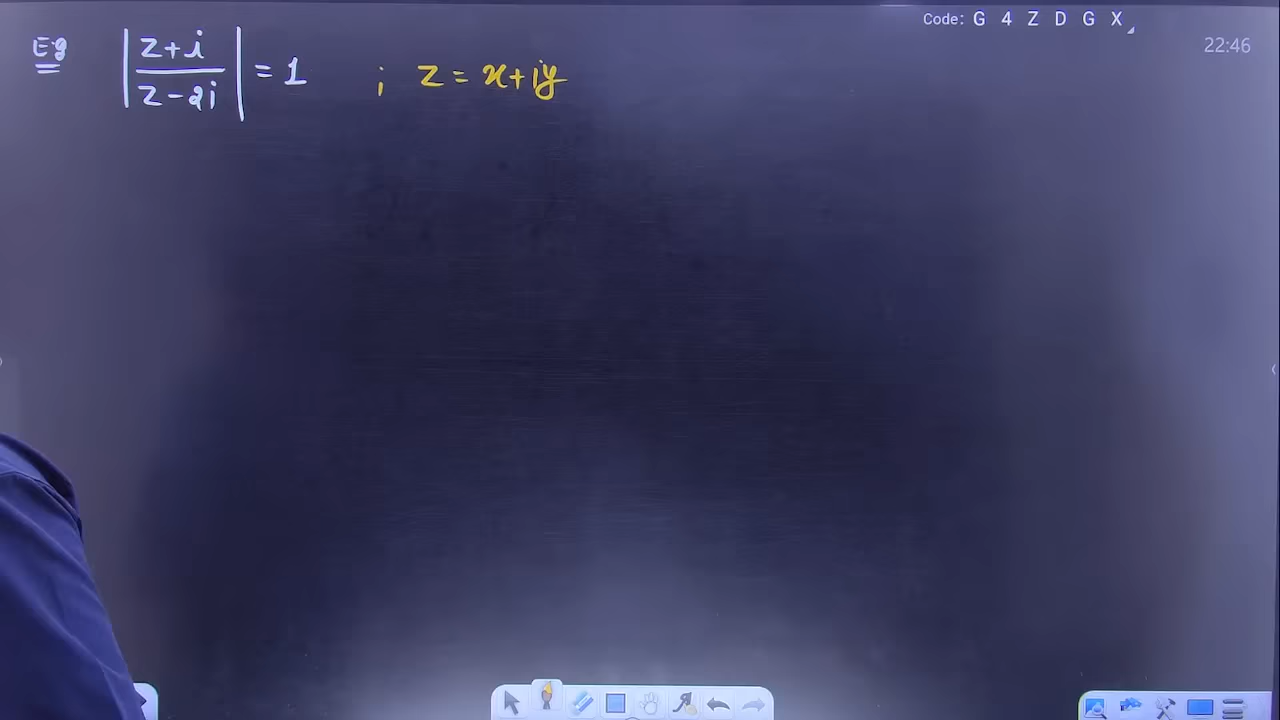 Code: G 4 Z D G X
22:46
Eg |z+i / z-2i| = 1 ; z = x+iy